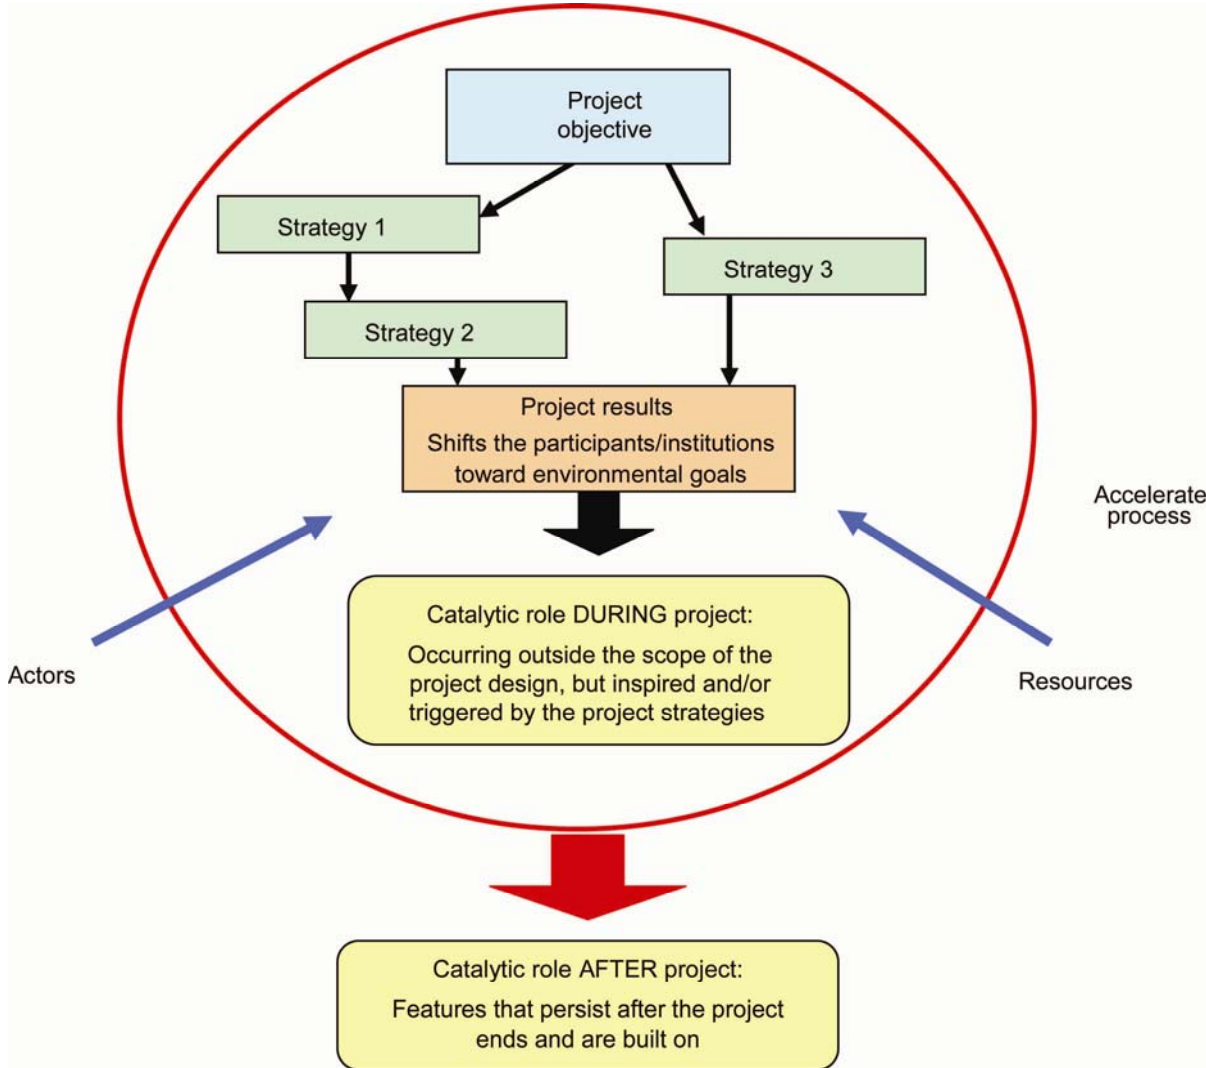 Project
objective
Strategy 1
Strategy 3
Strategy 2
Project results
Shifts the participants/institutions
toward environmental goals
Accelerate
process
Catalytic role DURING project:
Occurring outside the scope of the
project design, but inspired and/or
triggered by the project strategies
Actors
Resources
Catalytic role AFTER project:
Features that persist after the project
ends and are built on